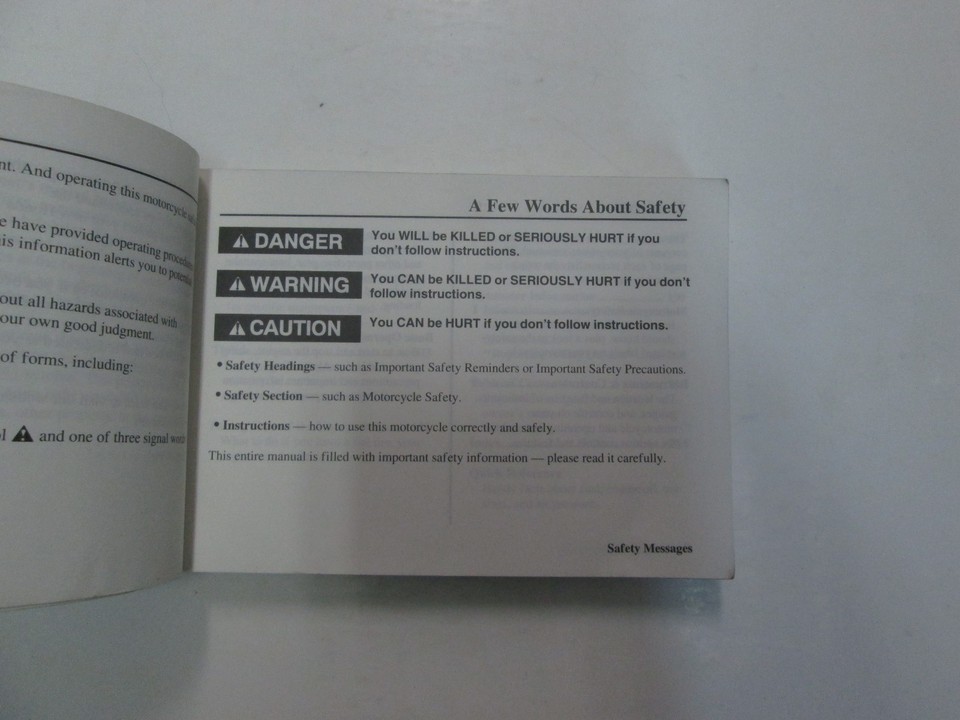 nt. And operating this motorcycle
e have provided operating
is information alerts you to
out all hazards associated with
our own good judgment.
of forms, including:
l ⚠ and one of three signal
A Few Words About Safety
⚠ DANGER You WILL be KILLED or SERIOUSLY HURT if you
don't follow instructions.
⚠ WARNING You CAN be KILLED or SERIOUSLY HURT if you don't
follow instructions.
⚠ CAUTION You CAN be HURT if you don't follow instructions.
• Safety Headings — such as Important Safety Reminders or Important Safety Precautions.
• Safety Section — such as Motorcycle Safety.
• Instructions — how to use this motorcycle correctly and safely.
This entire manual is filled with important safety information — please read it carefully.
Safety Messages